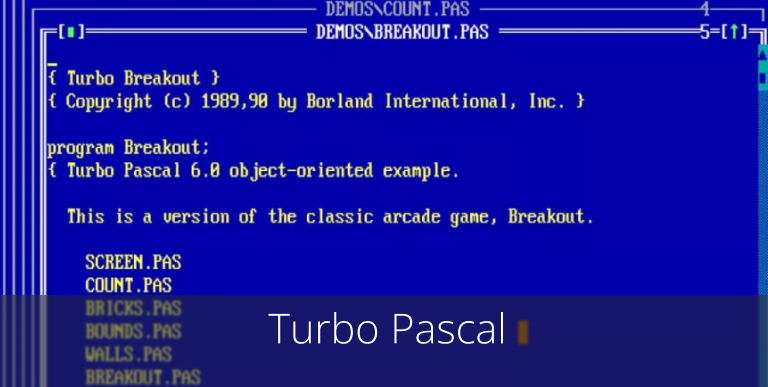 DEMOS\COUNT.PAS 4
[■] DEMOS\BREAKOUT.PAS 5=[↑]
{ Turbo Breakout }
{ Copyright (c) 1989,90 by Borland International, Inc. }
program Breakout;
{ Turbo Pascal 6.0 object-oriented example.
This is a version of the classic arcade game, Breakout.
SCREEN.PAS
COUNT.PAS
BRICKS.PAS
BOUNDS.PAS
Turbo Pascal
WALLS.PAS
BREAKOUT.PAS